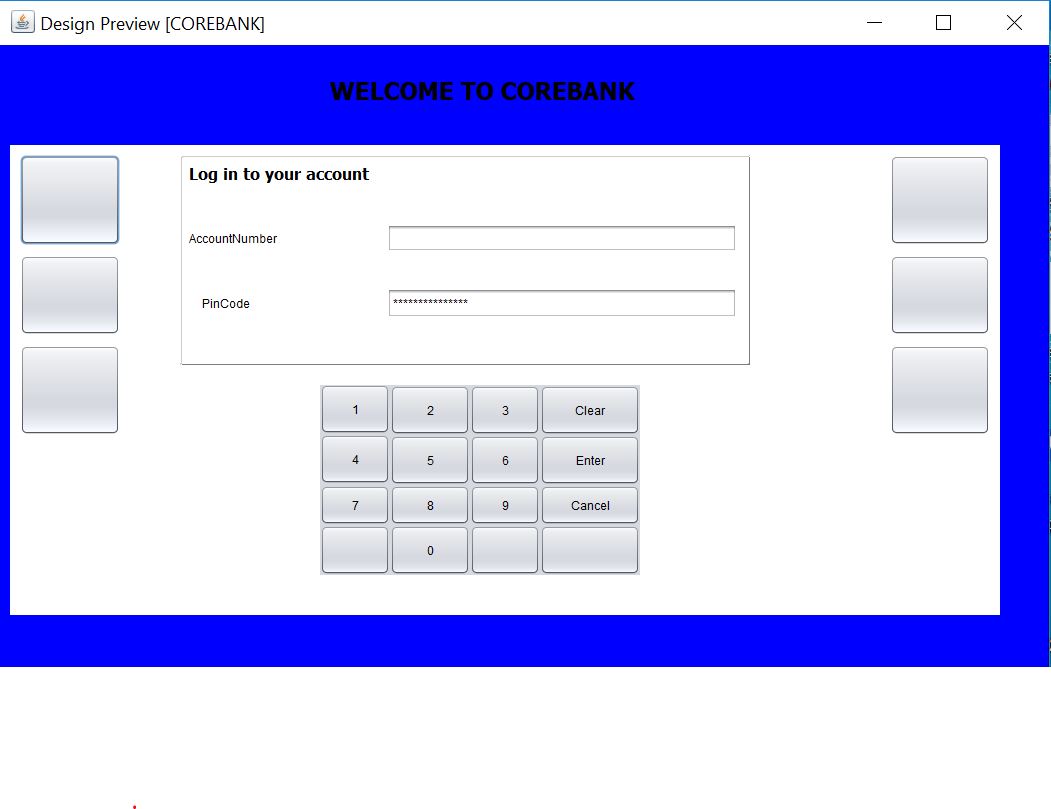 Design Preview [COREBANK]
WELCOME TO COREBANK
Log in to your account
AccountNumber
PinCode ***************
1 2 3 Clear
4 5 6 Enter
7 8 9 Cancel
0